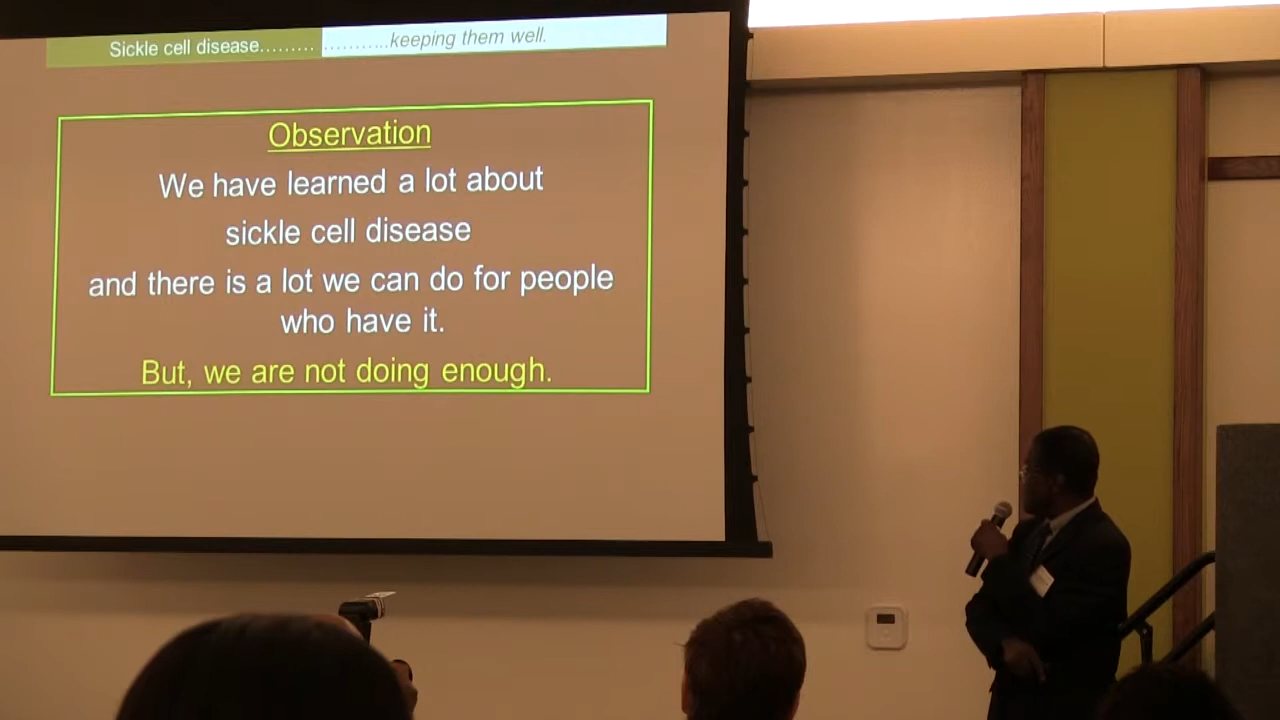 Sickle cell disease......... ...........keeping them well.
Observation
We have learned a lot about
sickle cell disease
and there is a lot we can do for people
who have it.
But, we are not doing enough.